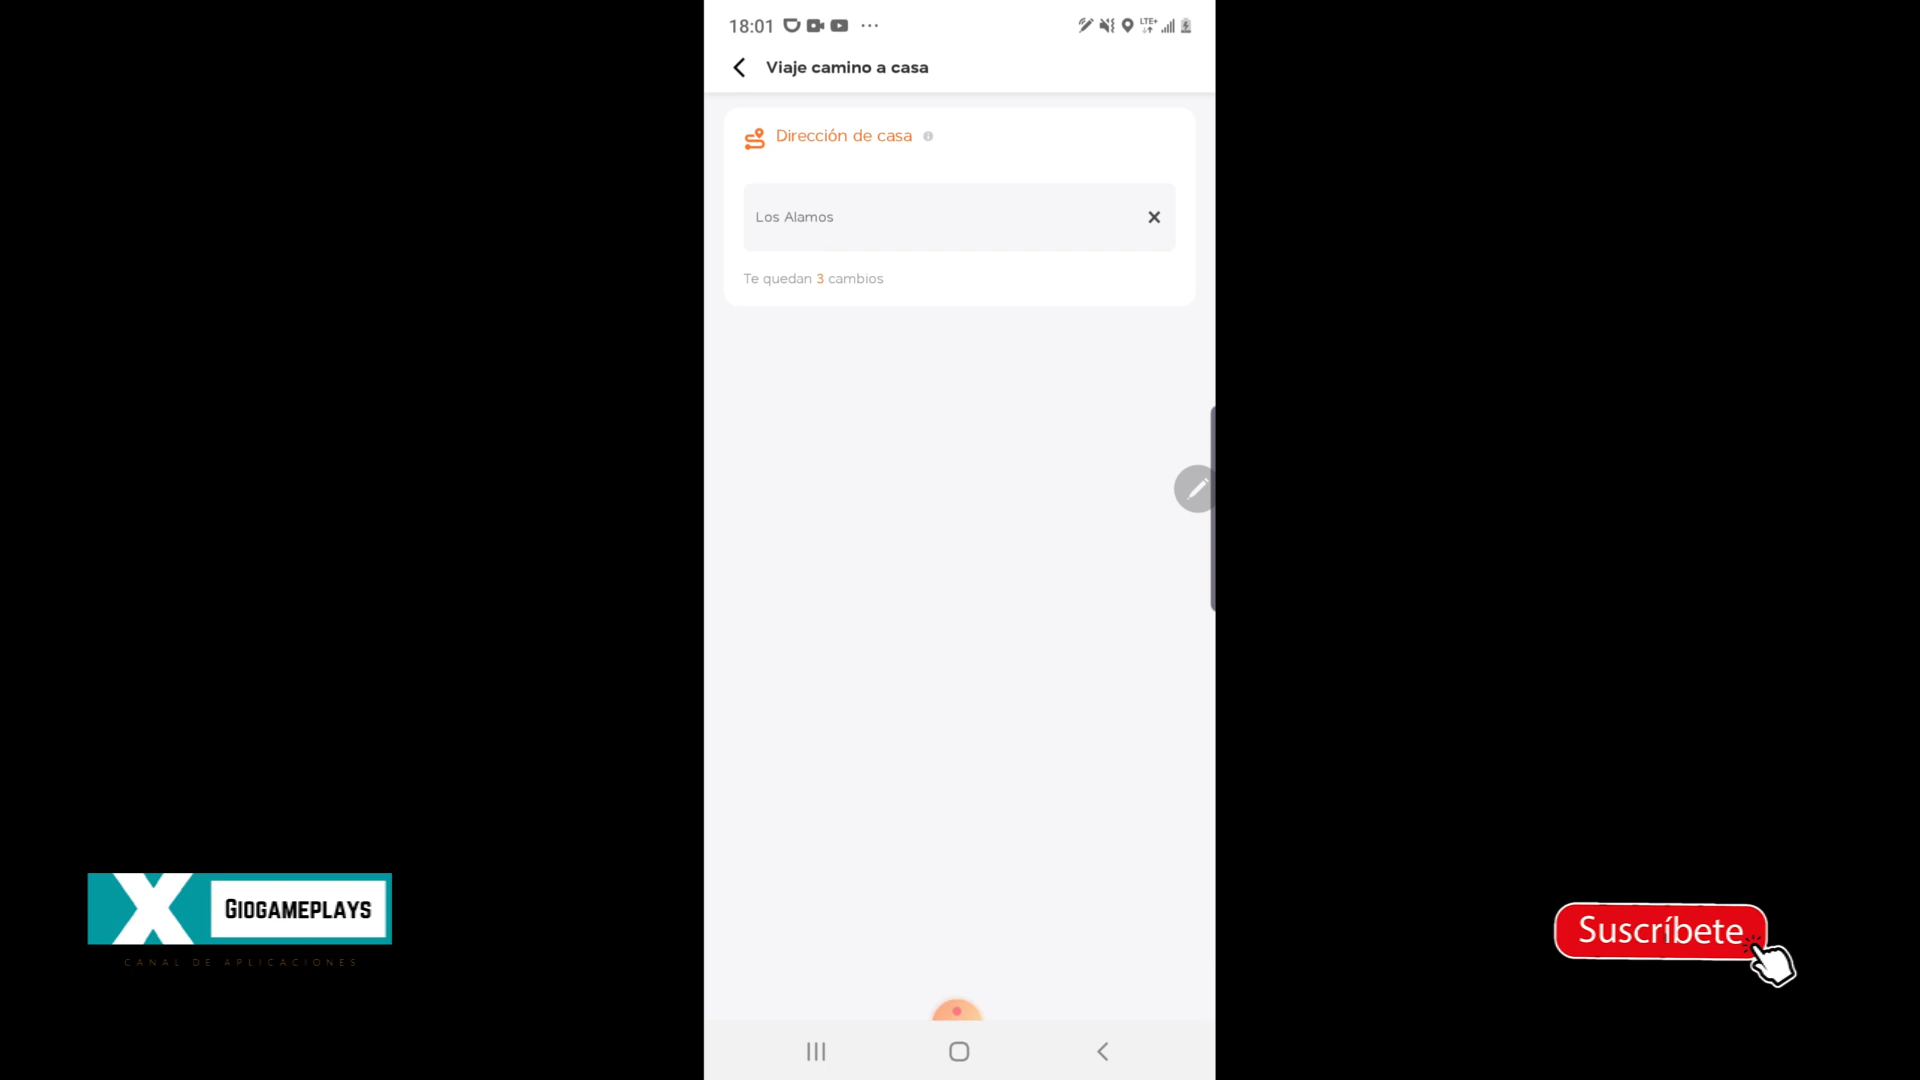 18:01
LTE+
Viaje camino a casa
Dirección de casa
Los Alamos
Te quedan 3 cambios
GIOGAMEPLAYS
CANAL DE APLICACIONES
Suscríbete